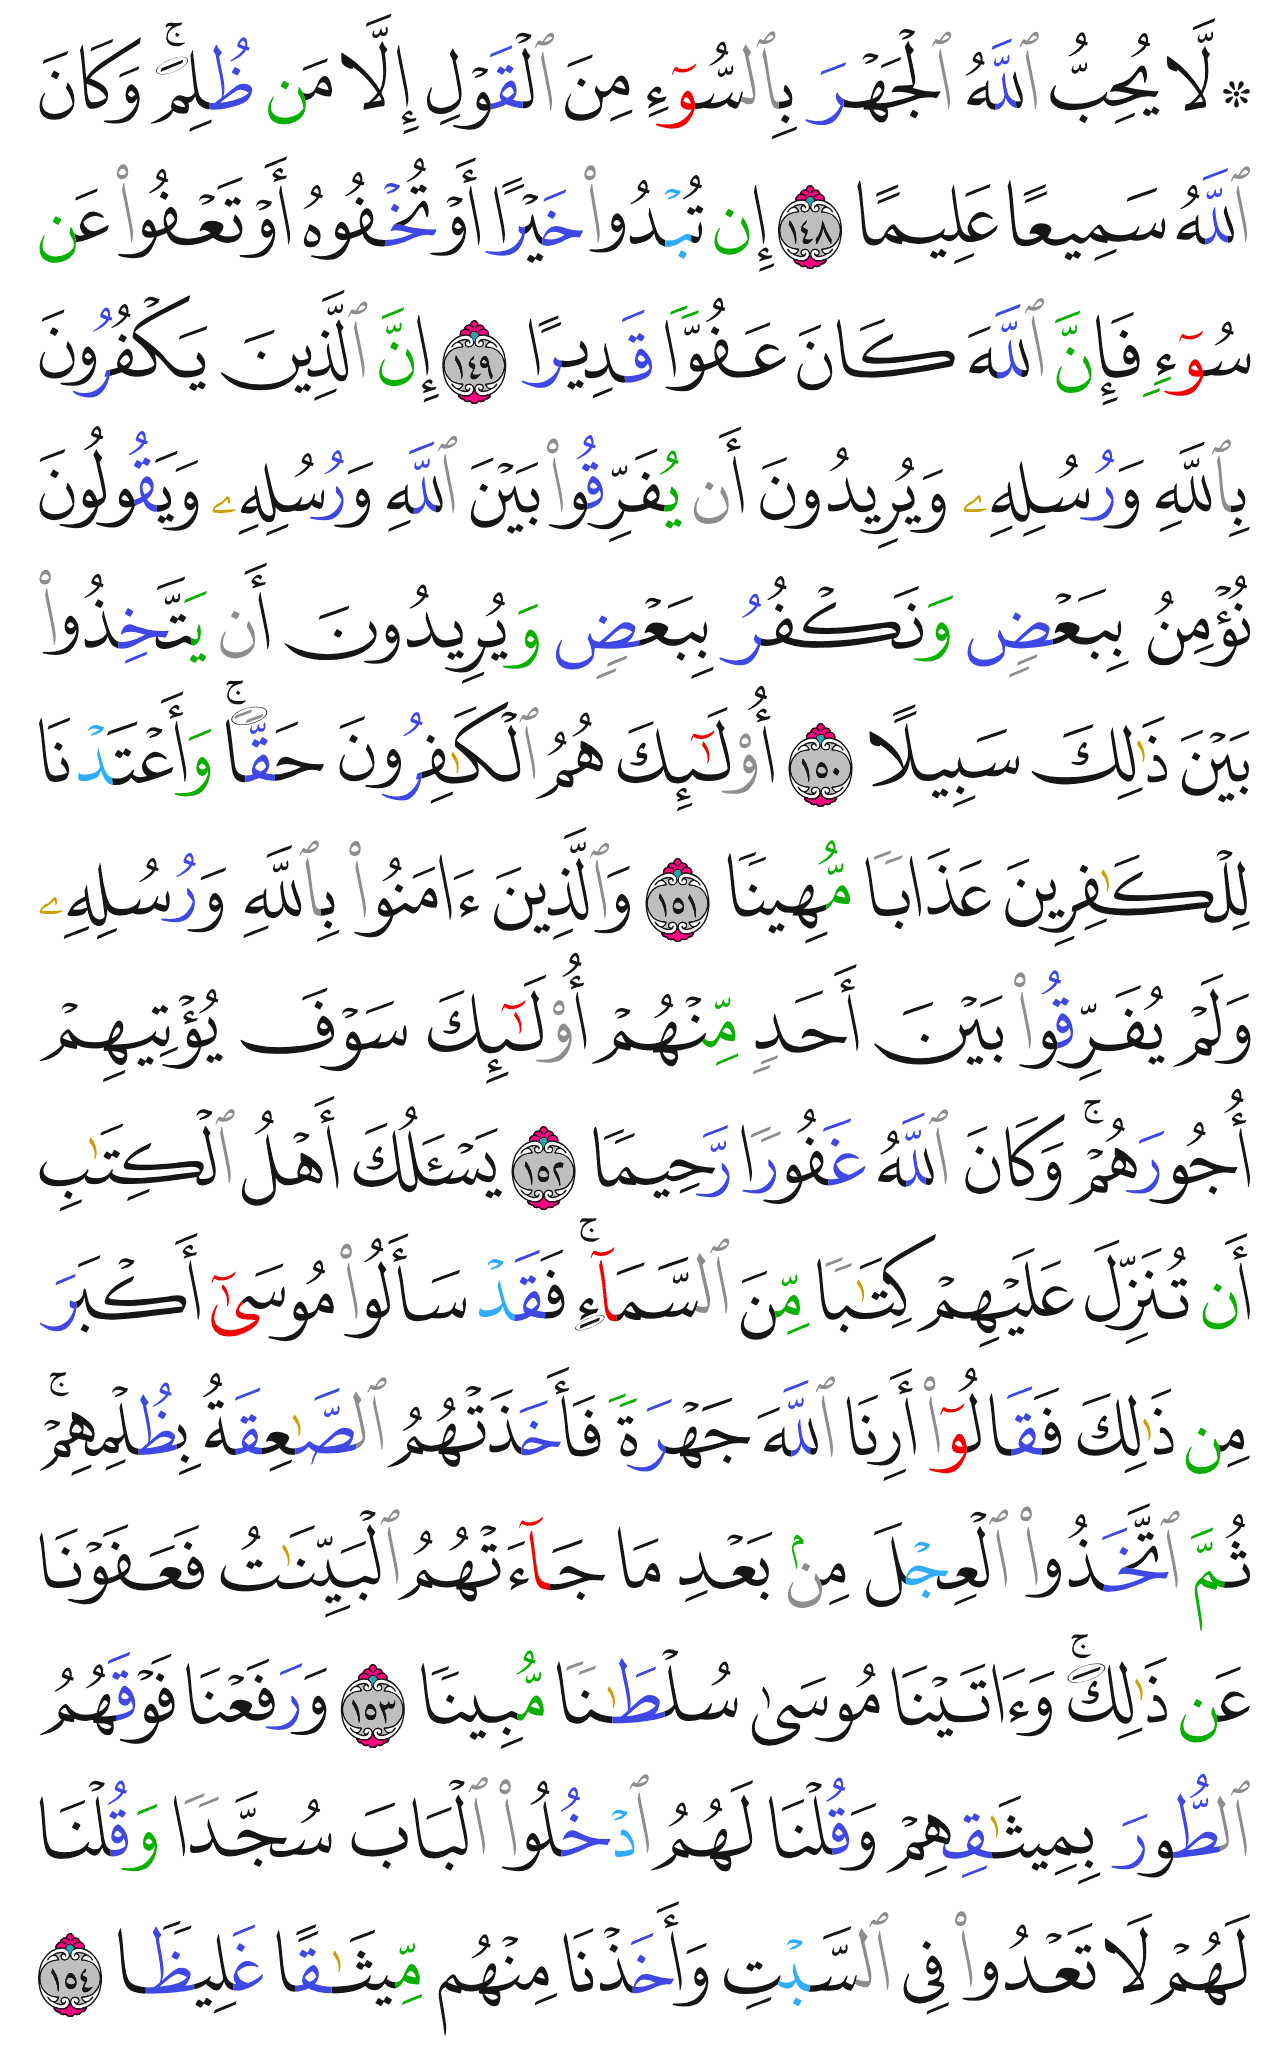 ۞ لَّا يُحِبُّ ٱللَّهُ ٱلْجَهْرَ بِٱلسُّوٓءِ مِنَ ٱلْقَوْلِ إِلَّا مَن ظُلِمَ ۚ وَكَانَ
ٱللَّهُ سَمِيعًا عَلِيمًا ١٤٨ إِن تُبْدُوا۟ خَيْرًا أَوْ تُخْفُوهُ أَوْ تَعْفُوا۟ عَن
سُوٓءٍ فَإِنَّ ٱللَّهَ كَانَ عَفُوًّا قَدِيرًا ١٤٩ إِنَّ ٱلَّذِينَ يَكْفُرُونَ
بِٱللَّهِ وَرُسُلِهِۦ وَيُرِيدُونَ أَن يُفَرِّقُوا۟ بَيْنَ ٱللَّهِ وَرُسُلِهِۦ وَيَقُولُونَ
نُؤْمِنُ بِبَعْضٍ وَنَكْفُرُ بِبَعْضٍ وَيُرِيدُونَ أَن يَتَّخِذُوا۟
بَيْنَ ذَٰلِكَ سَبِيلًا ١٥٠ أُو۟لَـٰٓئِكَ هُمُ ٱلْكَـٰفِرُونَ حَقًّا ۚ وَأَعْتَدْنَا
لِلْكَـٰفِرِينَ عَذَابًا مُّهِينًا ١٥١ وَٱلَّذِينَ ءَامَنُوا۟ بِٱللَّهِ وَرُسُلِهِۦ
وَلَمْ يُفَرِّقُوا۟ بَيْنَ أَحَدٍ مِّنْهُمْ أُو۟لَـٰٓئِكَ سَوْفَ يُؤْتِيهِمْ
أُجُورَهُمْ ۚ وَكَانَ ٱللَّهُ غَفُورًا رَّحِيمًا ١٥٢ يَسْـَٔلُكَ أَهْلُ ٱلْكِتَـٰبِ
أَن تُنَزِّلَ عَلَيْهِمْ كِتَـٰبًا مِّنَ ٱلسَّمَآءِ ۚ فَقَدْ سَأَلُوا۟ مُوسَىٰٓ أَكْبَرَ
مِن ذَٰلِكَ فَقَالُوٓا۟ أَرِنَا ٱللَّهَ جَهْرَةً فَأَخَذَتْهُمُ ٱلصَّـٰعِقَةُ بِظُلْمِهِمْ ۚ
ثُمَّ ٱتَّخَذُوا۟ ٱلْعِجْلَ مِنۢ بَعْدِ مَا جَآءَتْهُمُ ٱلْبَيِّنَـٰتُ فَعَفَوْنَا
عَن ذَٰلِكَ ۚ وَءَاتَيْنَا مُوسَىٰ سُلْطَـٰنًا مُّبِينًا ١٥٣ وَرَفَعْنَا فَوْقَهُمُ
ٱلطُّورَ بِمِيثَـٰقِهِمْ وَقُلْنَا لَهُمُ ٱدْخُلُوا۟ ٱلْبَابَ سُجَّدًا وَقُلْنَا
لَهُمْ لَا تَعْدُوا۟ فِى ٱلسَّبْتِ وَأَخَذْنَا مِنْهُم مِّيثَـٰقًا غَلِيظًا ١٥٤